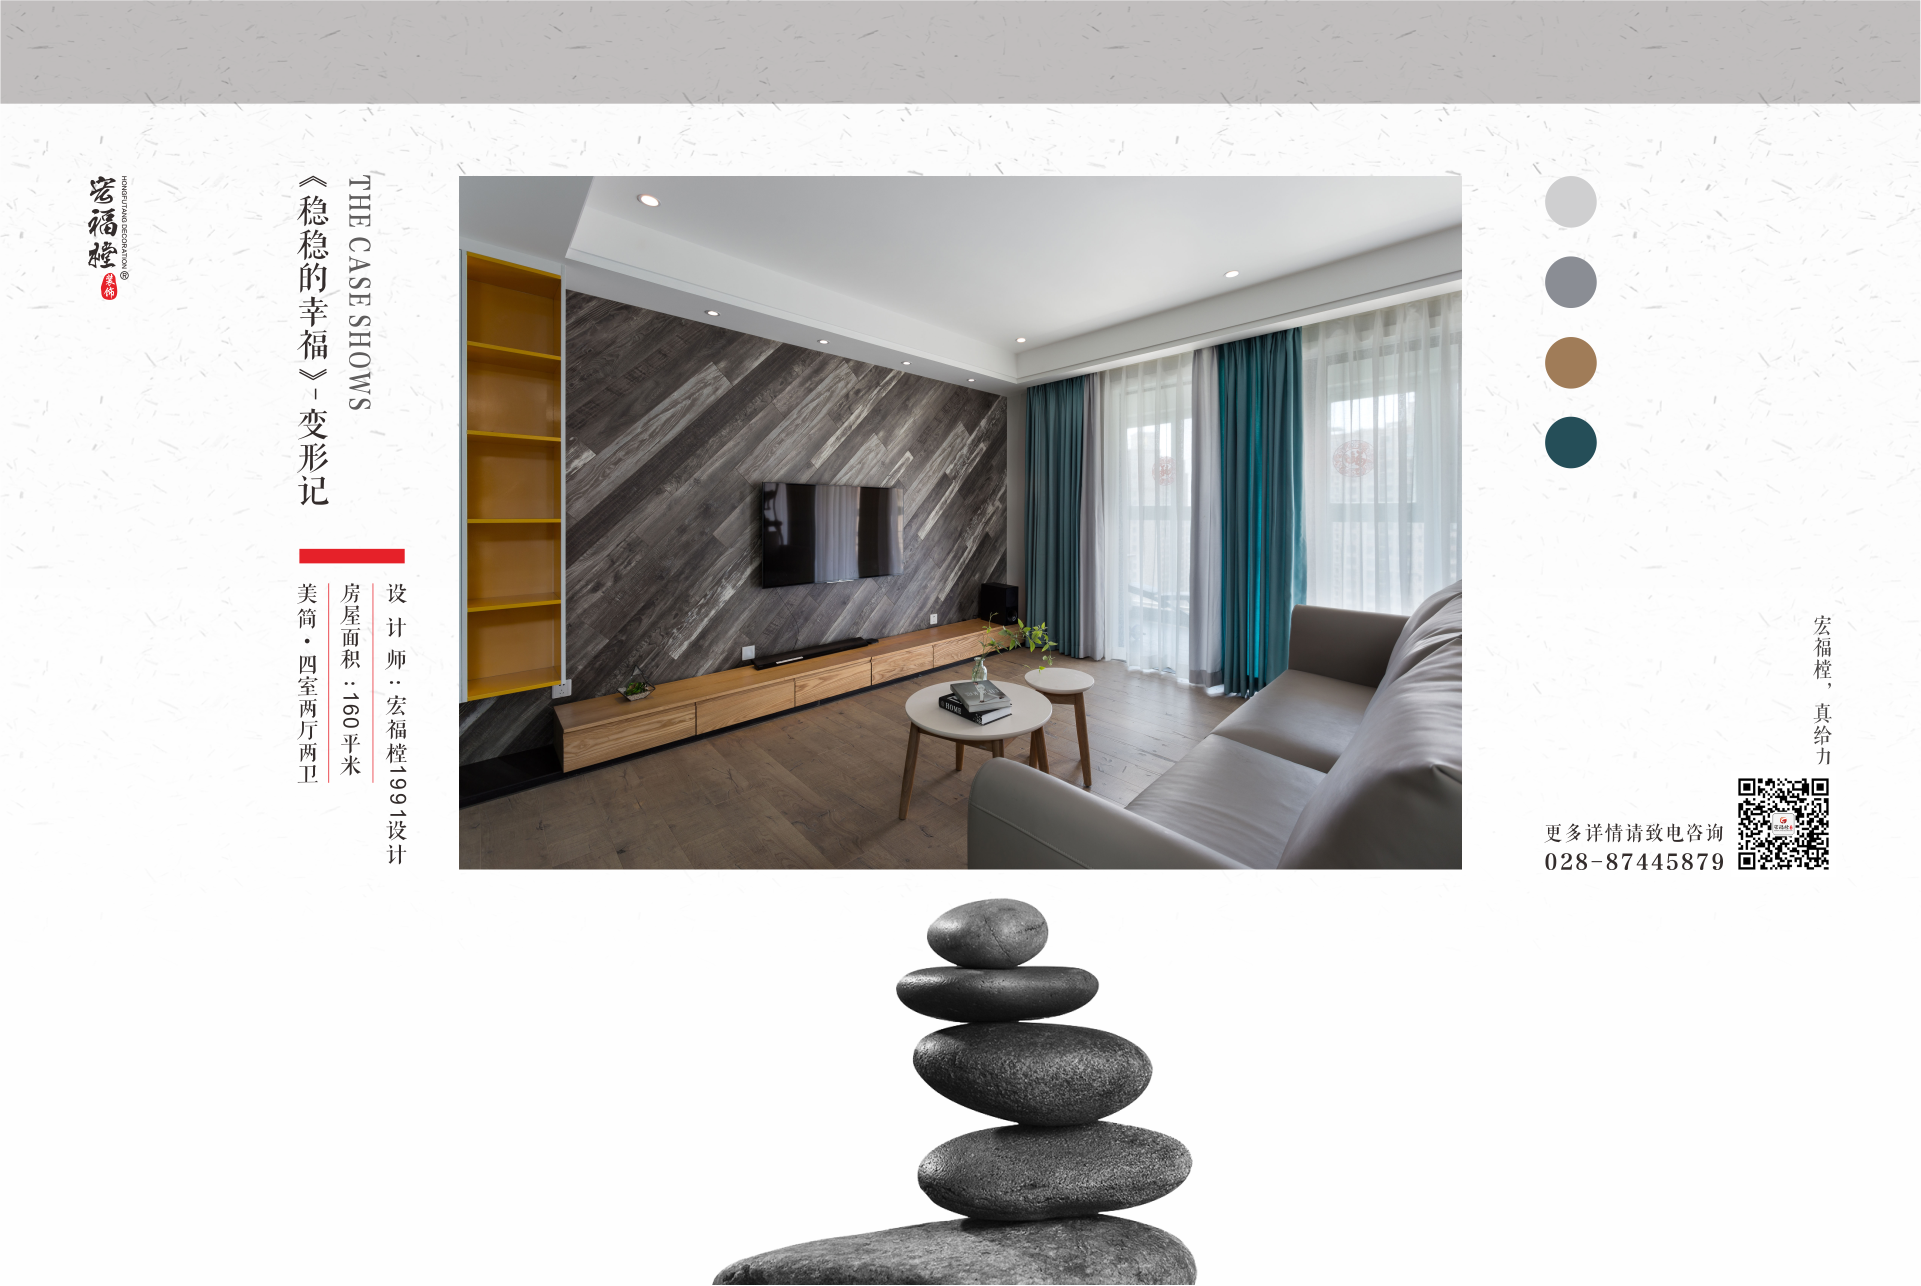 宏福樘
HONGFUTANG DECORATION
®
装饰
《稳稳的幸福》-变形记
THE CASE SHOWS
设计师：宏福樘1991设计
房屋面积：160平米
美简·四室两厅两卫
HOME
宏福樘，真给力
更多详情请致电咨询
028-87445879